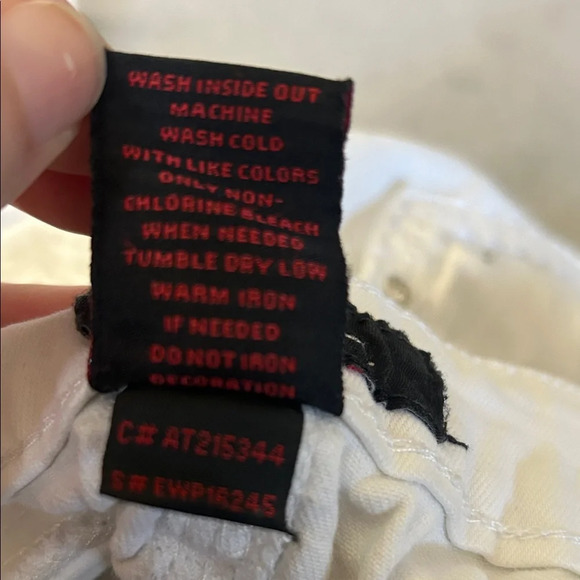 WASH INSIDE OUT
MACHINE
WASH COLD
WITH LIKE COLORS
ONLY NON-
CHLORINE BLEACH
WHEN NEEDED
TUMBLE DRY LOW
WARM IRON
IF NEEDED
DO NOT IRON
DECORATION
C# AT215344
S# EWP16245